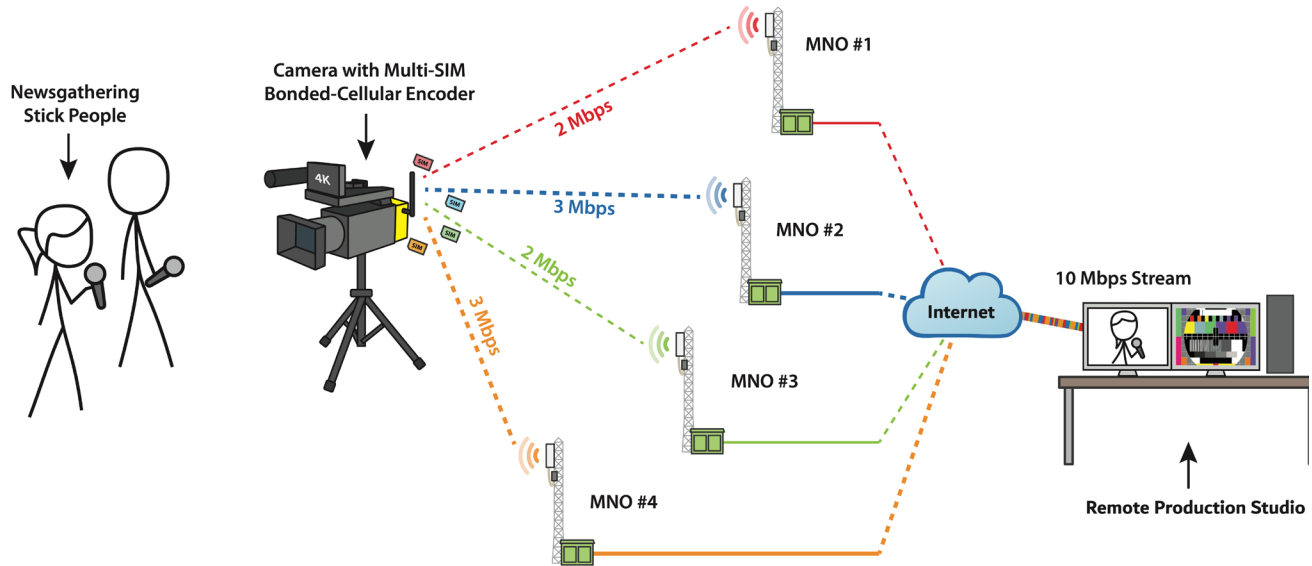 Newsgathering
Stick People
Camera with Multi-SIM
Bonded-Cellular Encoder
4K
SIM
SIM
SIM
SIM
2 Mbps
3 Mbps
2 Mbps
3 Mbps
MNO #1
MNO #2
MNO #3
MNO #4
Internet
10 Mbps Stream
Remote Production Studio